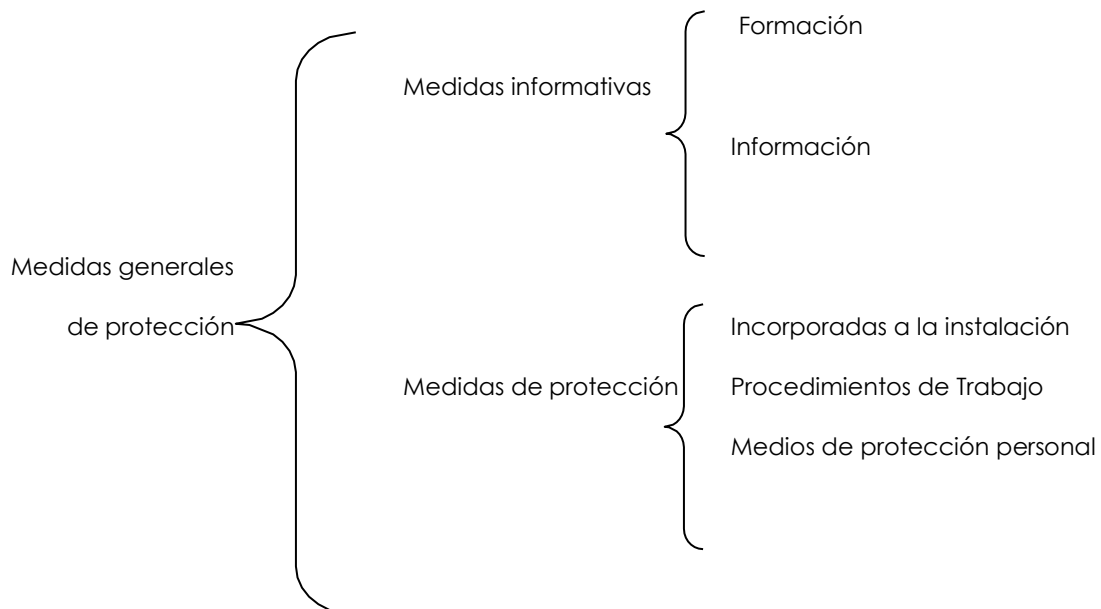 Medidas generales
de protección
Medidas informativas
Formación
Información
Medidas de protección
Incorporadas a la instalación
Procedimientos de Trabajo
Medios de protección personal